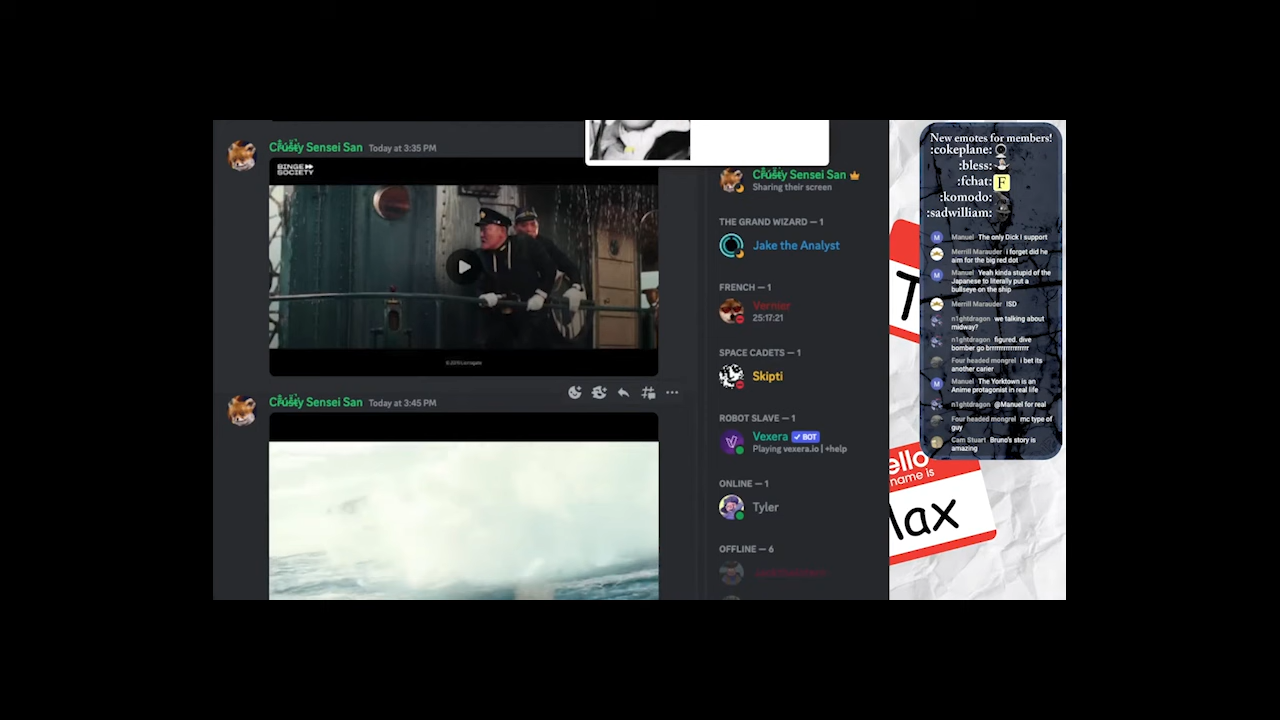 Crusty Sensei San Today at 3:35 PM
BINGE
SOCIETY
Crusty Sensei San Today at 3:45 PM
Crusty Sensei San
Sharing their screen
THE GRAND WIZARD — 1
Jake the Analyst
FRENCH — 1
Vernier
25:17:21
SPACE CADETS — 1
Skipti
ROBOT SLAVE — 1
Vexera ✓ BOT
Playing vexera.io | +help
ONLINE — 1
Tyler
OFFLINE — 6
New emotes for members!
:cokeplane:
:bless:
:fchat: F
:komodo:
:sadwilliam:
M Manuel The only Dick I support
Merrill Marauder i forget did he
aim for the big red dot
M Manuel Yeah kinda stupid of the
Japanese to literally put a
bullseye on the ship
Merrill Marauder ISD
n1ghtdragon we talking about
midway?
n1ghtdragon figured. dive
bomber go brrrrrrrrrrrrrrrr
Four headed mongrel i bet its
another carier
M Manuel The Yorktown is an
Anime protagonist in real life
n1ghtdragon @Manuel for real
Four headed mongrel mc type of
guy
Cam Stuart Bruno's story is
amazing
T
ello
name is
lax